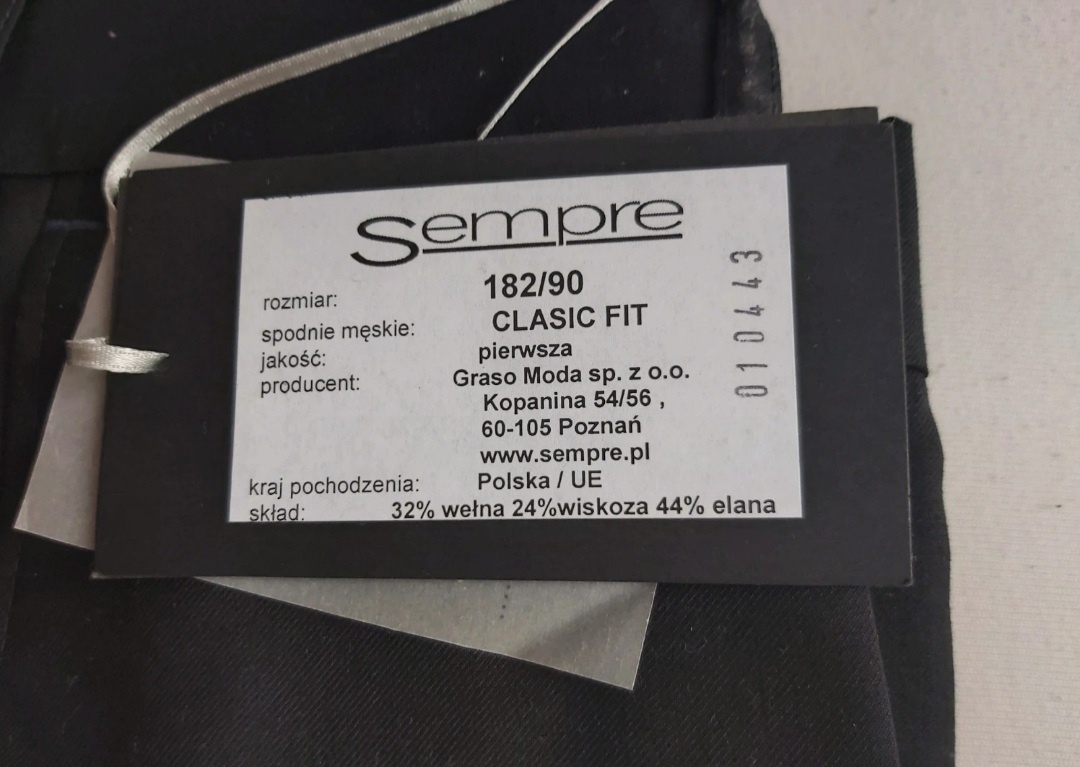 Sempre
rozmiar: 182/90
spodnie męskie: CLASIC FIT
jakość: pierwsza
producent: Graso Moda sp. z o.o.
Kopanina 54/56 ,
60-105 Poznań
www.sempre.pl
kraj pochodzenia: Polska / UE
skład: 32% wełna 24%wiskoza 44% elana
010443